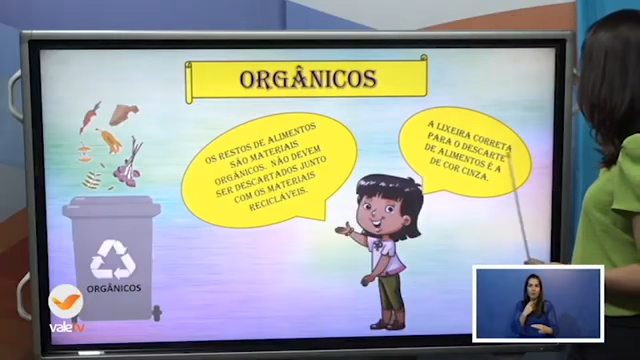 ORGÂNICOS
OS RESTOS DE ALIMENTOS
SÃO MATERIAIS
ORGÂNICOS. NÃO DEVEM
SER DESCARTADOS JUNTO
COM OS MATERIAIS
RECICLÁVEIS.
A LIXEIRA CORRETA
PARA O DESCARTE
DE ALIMENTOS É A
DE COR CINZA.
ORGÂNICOS
vale tv